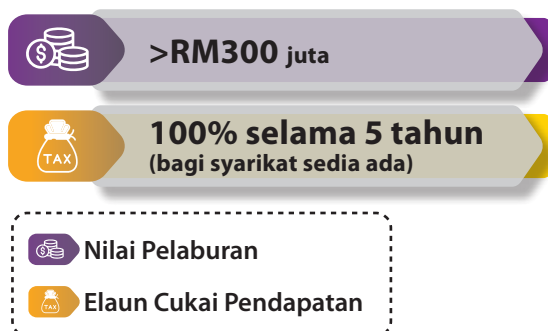 >RM300 juta
TAX
100% selama 5 tahun
(bagi syarikat sedia ada)
Nilai Pelaburan
TAX
Elaun Cukai Pendapatan